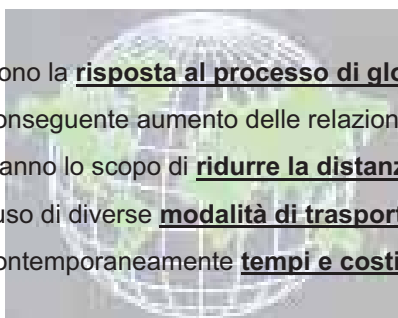 ono la risposta al processo di glo
onseguente aumento delle relazion
anno lo scopo di ridurre la distanz
uso di diverse modalità di trasport
ontemporaneamente tempi e costi